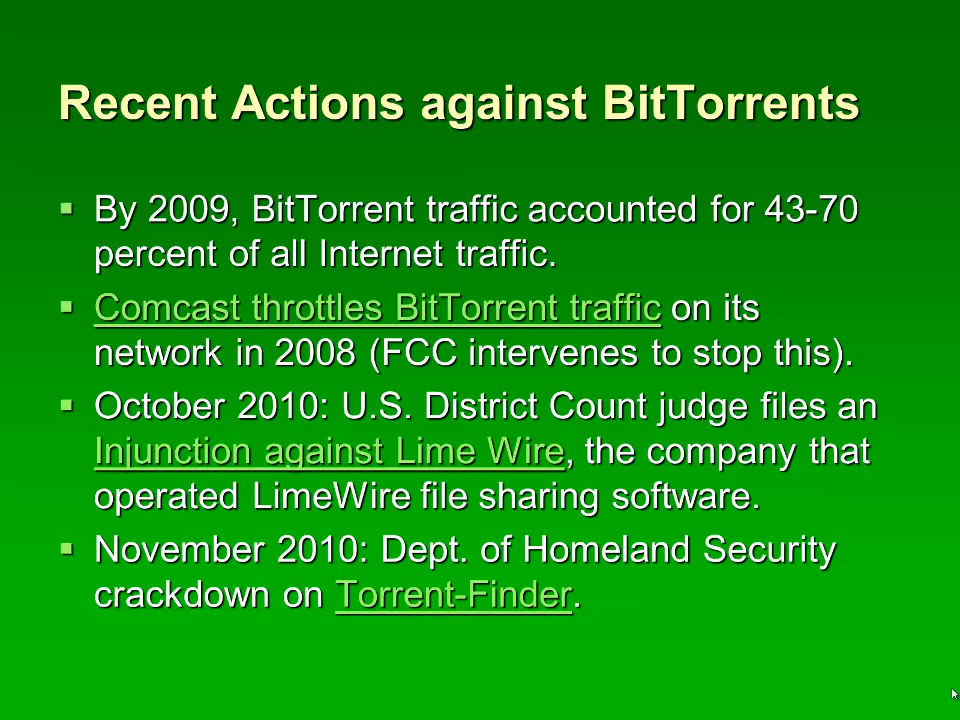 Recent Actions against BitTorrents
By 2009, BitTorrent traffic accounted for 43-70
percent of all Internet traffic.
Comcast throttles BitTorrent traffic on its
network in 2008 (FCC intervenes to stop this).
October 2010: U.S. District Count judge files an
Injunction against Lime Wire, the company that
operated LimeWire file sharing software.
November 2010: Dept. of Homeland Security
crackdown on Torrent-Finder.